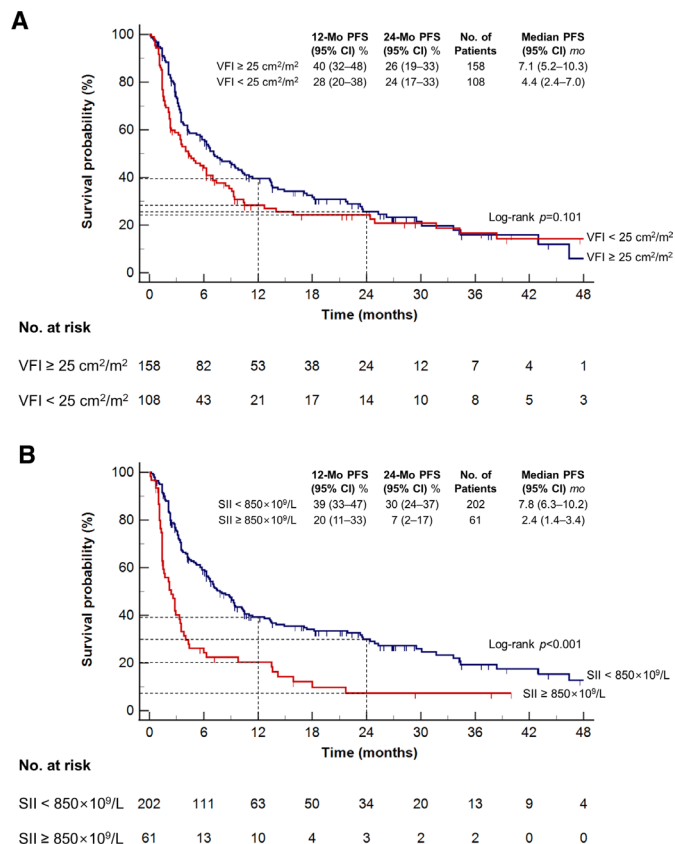 A
12-Mo PFS 24-Mo PFS No. of Median PFS
(95% CI) % (95% CI) % Patients (95% CI) mo
VFI ≥ 25 cm²/m² 40 (32–48) 26 (19–33) 158 7.1 (5.2–10.3)
VFI < 25 cm²/m² 28 (20–38) 24 (17–33) 108 4.4 (2.4–7.0)
Survival probability (%)
100
80
60
40
20
0
Log-rank p=0.101
VFI < 25 cm²/m²
VFI ≥ 25 cm²/m²
0 6 12 18 24 30 36 42 48
Time (months)
No. at risk
VFI ≥ 25 cm²/m² 158 82 53 38 24 12 7 4 1
VFI < 25 cm²/m² 108 43 21 17 14 10 8 5 3
B
12-Mo PFS 24-Mo PFS No. of Median PFS
(95% CI) % (95% CI) % Patients (95% CI) mo
SII < 850×10⁹/L 39 (33–47) 30 (24–37) 202 7.8 (6.3–10.2)
SII ≥ 850×10⁹/L 20 (11–33) 7 (2–17) 61 2.4 (1.4–3.4)
Survival probability (%)
100
80
60
40
20
0
Log-rank p<0.001
SII < 850×10⁹/L
SII ≥ 850×10⁹/L
0 6 12 18 24 30 36 42 48
Time (months)
No. at risk
SII < 850×10⁹/L 202 111 63 50 34 20 13 9 4
SII ≥ 850×10⁹/L 61 13 10 4 3 2 2 0 0